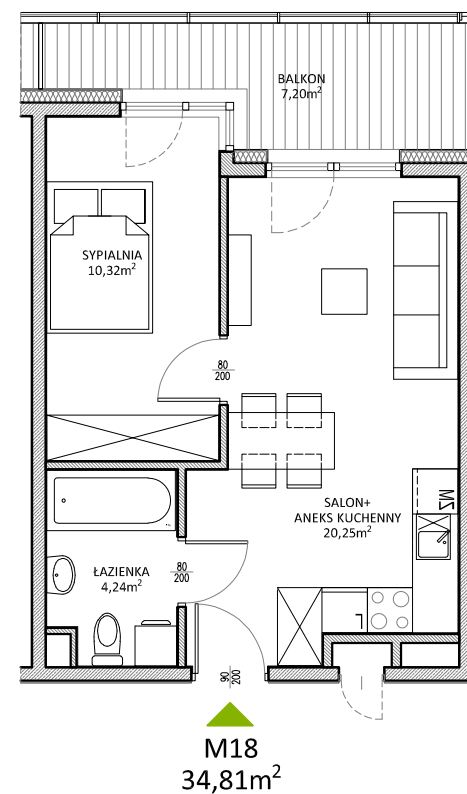 BALKON
7,20m²
SYPIALNIA
10,32m²
80
200
SALON+
ANEKS KUCHENNY
20,25m²
MZ
ŁAZIENKA
4,24m²
80
200
90
200
M18
34,81m²